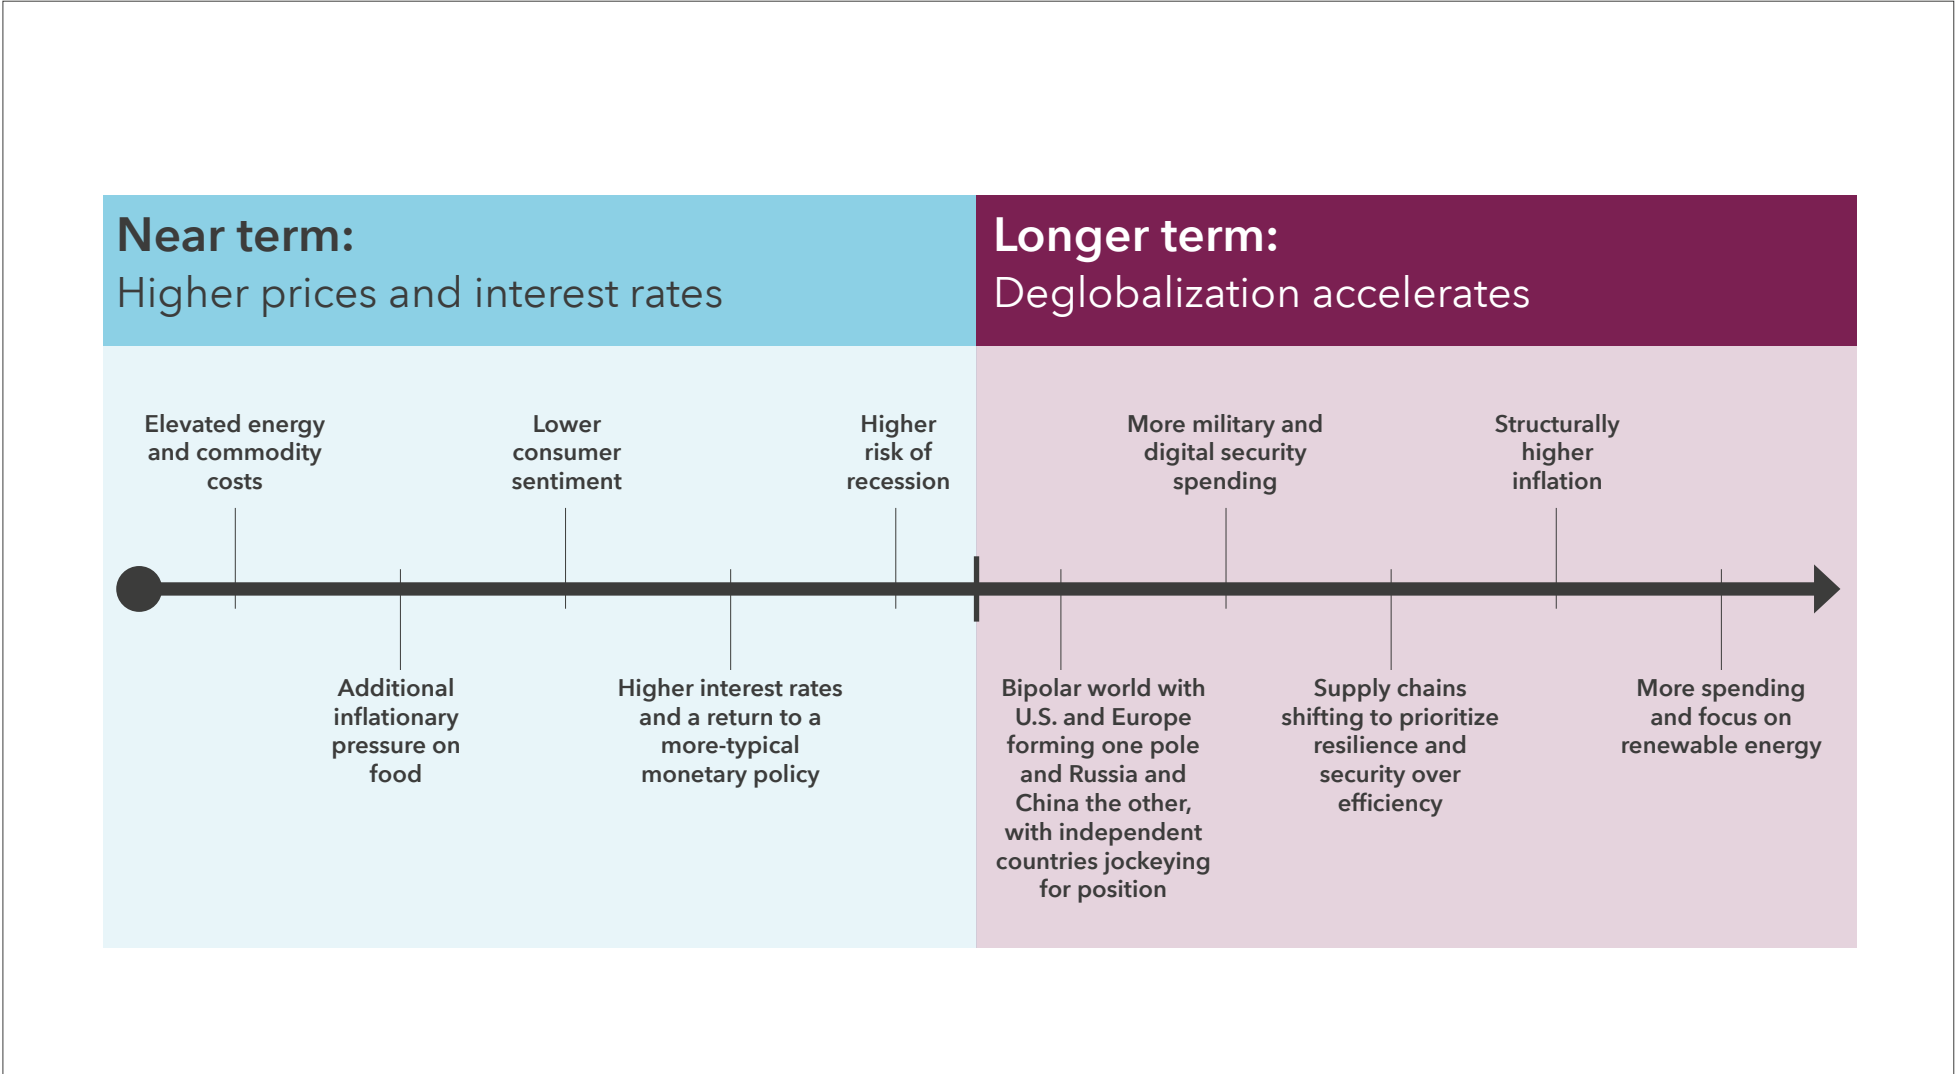 Near term:
Higher prices and interest rates
Longer term:
Deglobalization accelerates
Elevated energy
and commodity
costs
Additional
inflationary
pressure on
food
Lower
consumer
sentiment
Higher interest rates
and a return to a
more-typical
monetary policy
Higher
risk of
recession
Bipolar world with
U.S. and Europe
forming one pole
and Russia and
China the other,
with independent
countries jockeying
for position
More military and
digital security
spending
Supply chains
shifting to prioritize
resilience and
security over
efficiency
Structurally
higher
inflation
More spending
and focus on
renewable energy